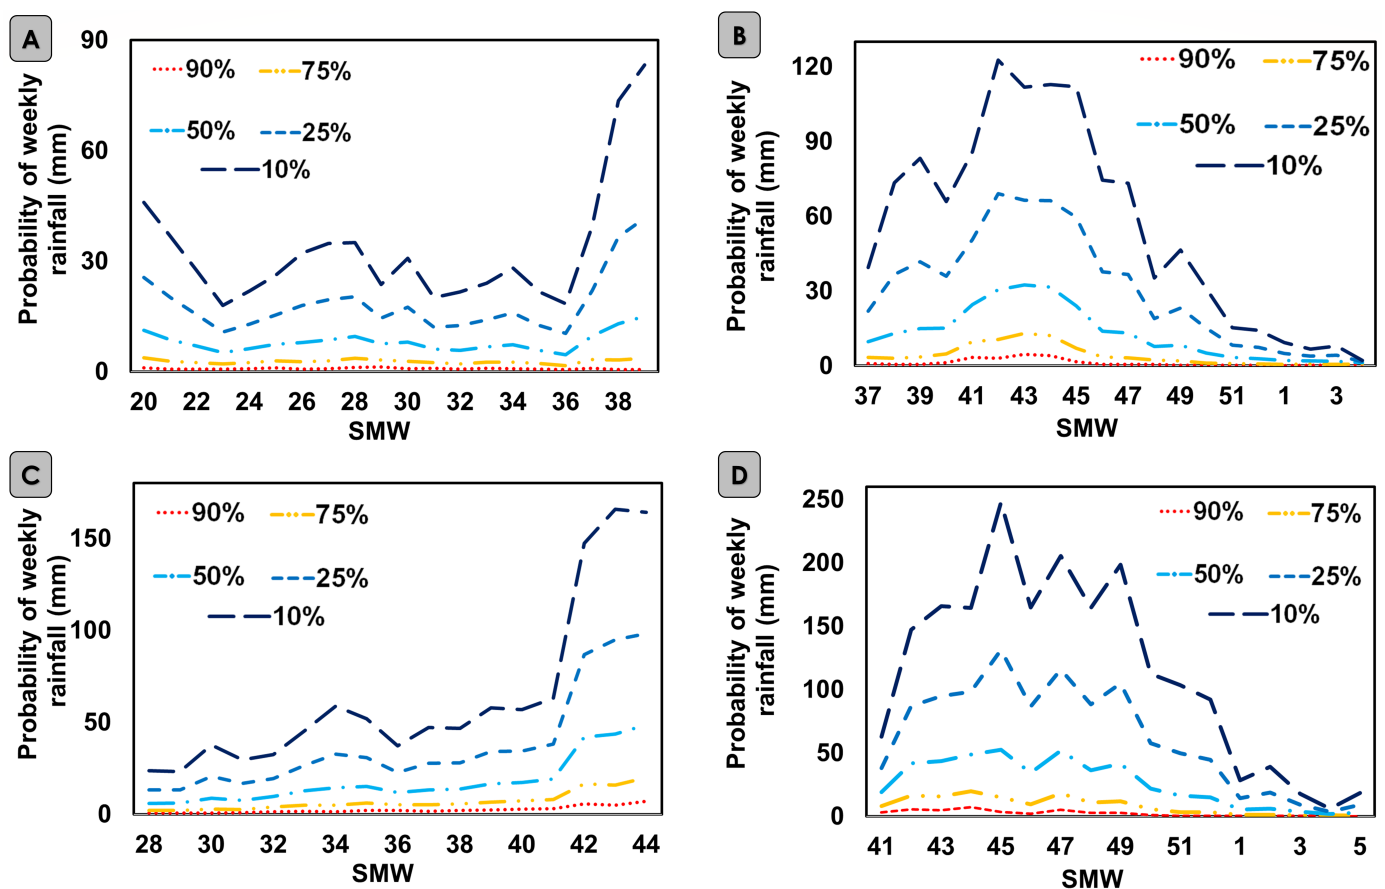 A
Probability of weekly
rainfall (mm)
90
60
30
0
90%
75%
50%
25%
10%
20 22 24 26 28 30 32 34 36 38
SMW
B
Probability of weekly
rainfall (mm)
120
90
60
30
0
90%
75%
50%
25%
10%
37 39 41 43 45 47 49 51 1 3
SMW
C
Probability of weekly
rainfall (mm)
150
100
50
0
90%
75%
50%
25%
10%
28 30 32 34 36 38 40 42 44
SMW
D
Probability of weekly
rainfall (mm)
250
200
150
100
50
0
90%
75%
50%
25%
10%
41 43 45 47 49 51 1 3 5
SMW